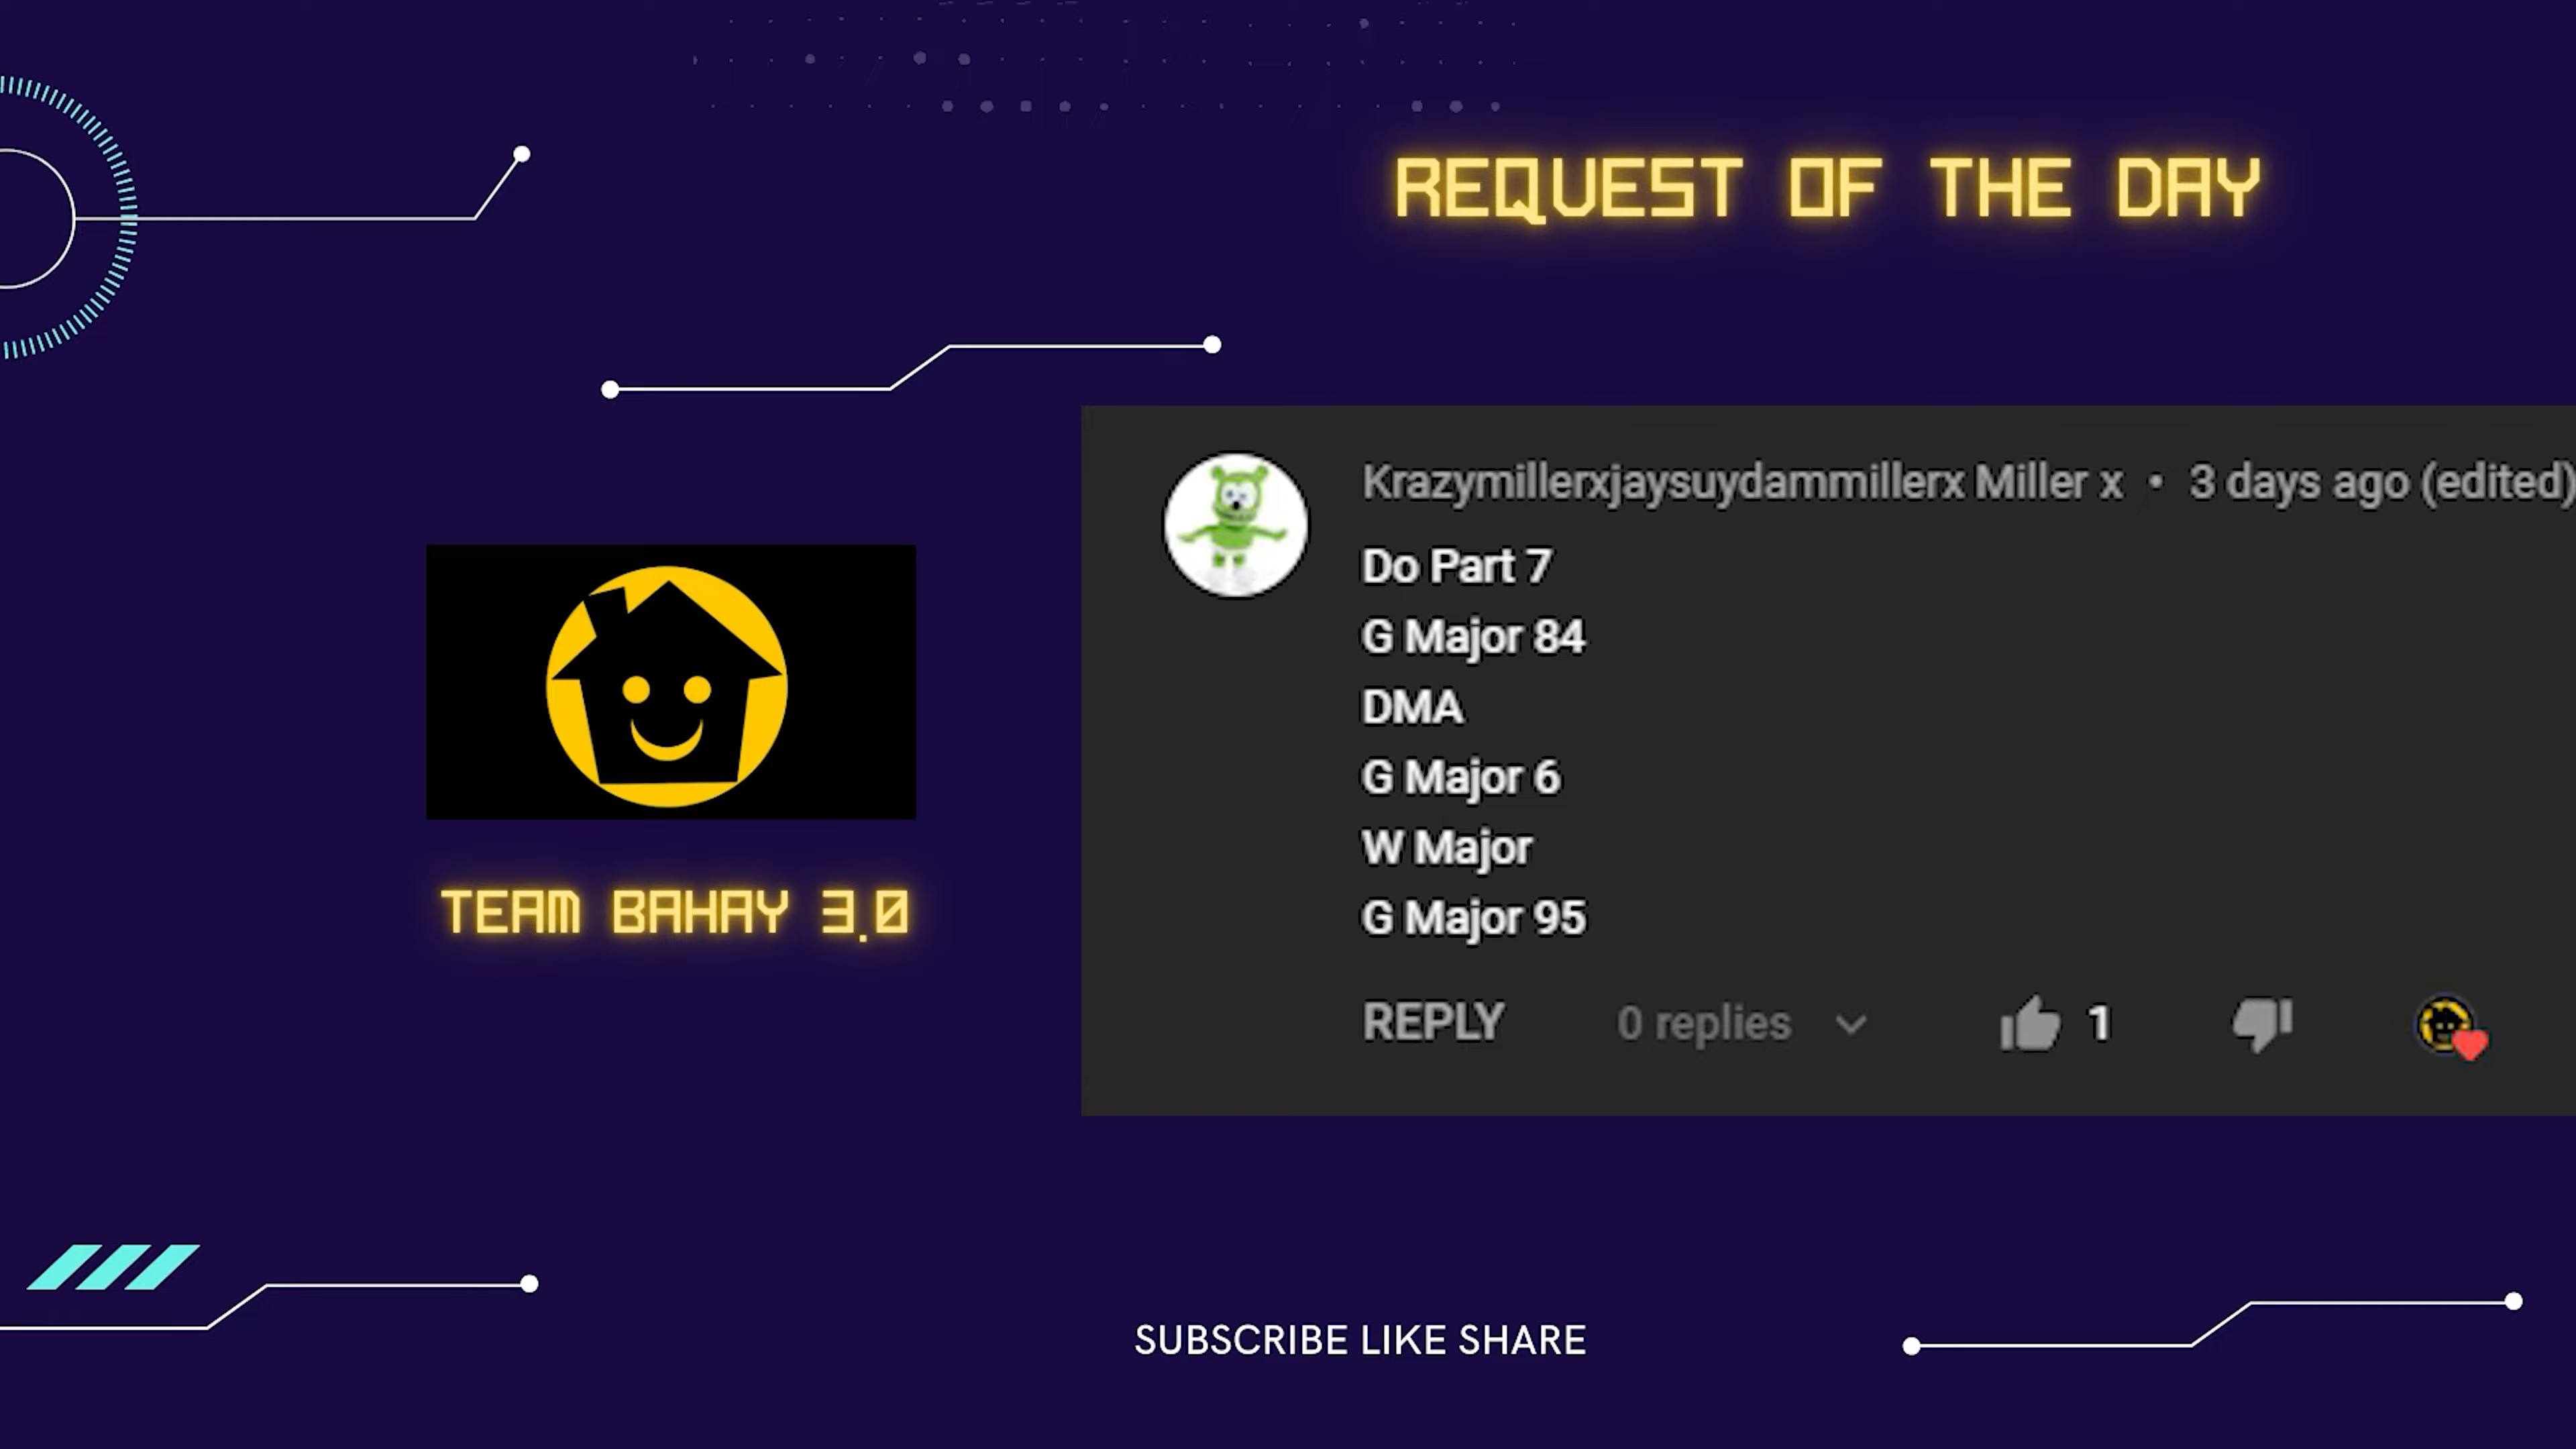 REQUEST OF THE DAY
Krazymillerxjaysuydammillerx Miller x • 3 days ago (edited)
Do Part 7
G Major 84
DMA
G Major 6
W Major
G Major 95
REPLY 0 replies 1
TEAM BAHAY 3.0
SUBSCRIBE LIKE SHARE